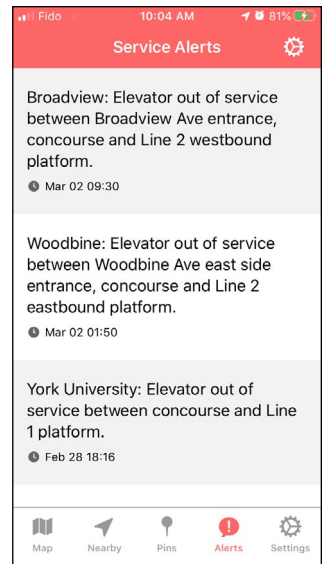 Fido 10:04 AM 81%
Service Alerts
Broadview: Elevator out of service
between Broadview Ave entrance,
concourse and Line 2 westbound
platform.
Mar 02 09:30
Woodbine: Elevator out of service
between Woodbine Ave east side
entrance, concourse and Line 2
eastbound platform.
Mar 02 01:50
York University: Elevator out of
service between concourse and Line
1 platform.
Feb 28 18:16
Map Nearby Pins Alerts Settings